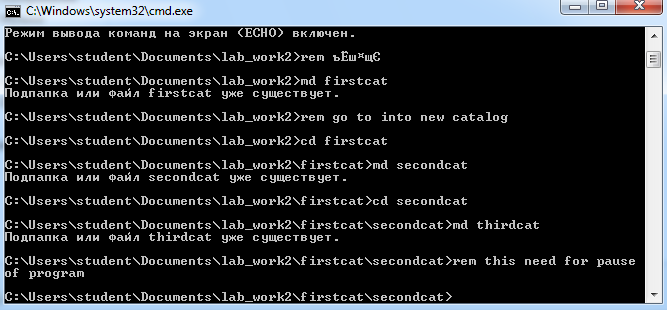 C:\Windows\system32\cmd.exe
Режим вывода команд на экран (ECHO) включен.
C:\Users\student\Documents\lab_work2>rem ъЁш¤щЄ
C:\Users\student\Documents\lab_work2>md firstcat
Подпапка или файл firstcat уже существует.
C:\Users\student\Documents\lab_work2>rem go to into new catalog
C:\Users\student\Documents\lab_work2>cd firstcat
C:\Users\student\Documents\lab_work2\firstcat>md secondcat
Подпапка или файл secondcat уже существует.
C:\Users\student\Documents\lab_work2\firstcat>cd secondcat
C:\Users\student\Documents\lab_work2\firstcat\secondcat>md thirdcat
Подпапка или файл thirdcat уже существует.
C:\Users\student\Documents\lab_work2\firstcat\secondcat>rem this need for pause
of program
C:\Users\student\Documents\lab_work2\firstcat\secondcat>